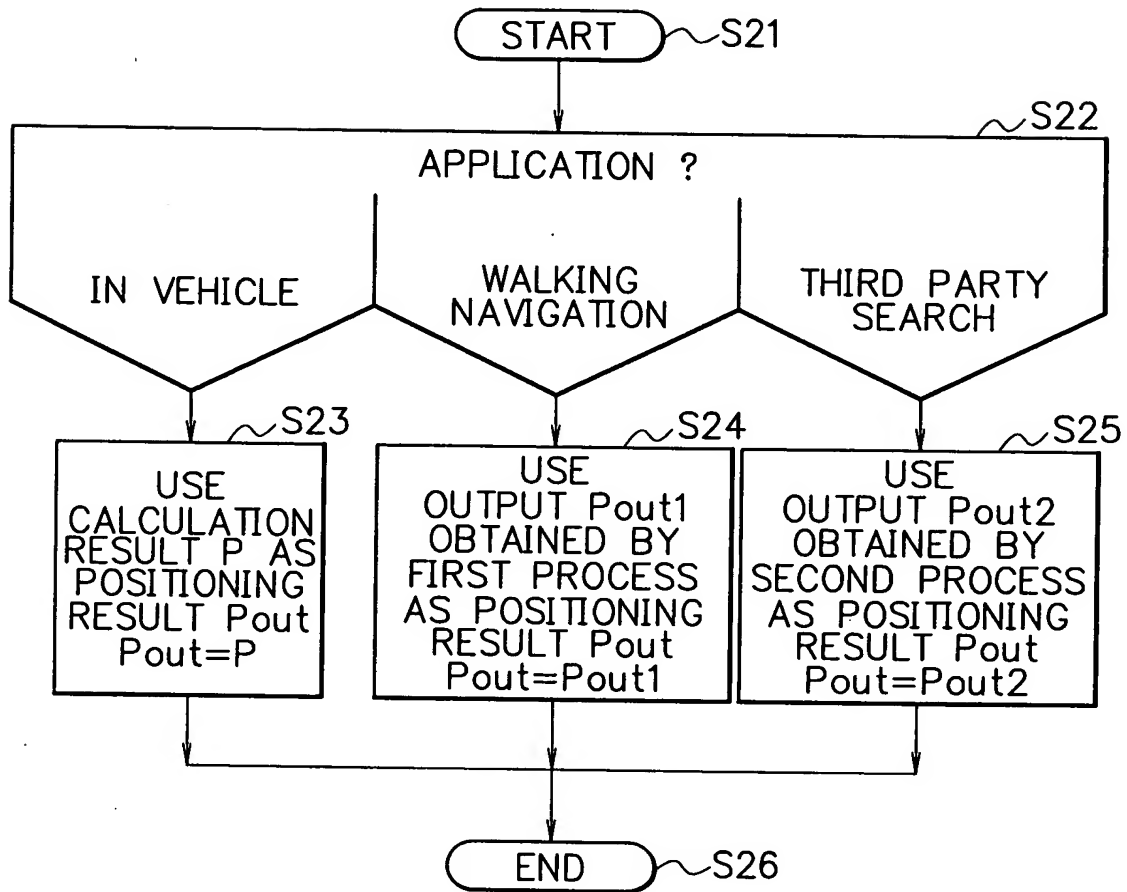 START
S21
S22
APPLICATION ?
IN VEHICLE
WALKING
NAVIGATION
THIRD PARTY
SEARCH
S23
USE
CALCULATION
RESULT P AS
POSITIONING
RESULT Pout
Pout=P
S24
USE
OUTPUT Pout1
OBTAINED BY
FIRST PROCESS
AS POSITIONING
RESULT Pout
Pout=Pout1
S25
USE
OUTPUT Pout2
OBTAINED BY
SECOND PROCESS
AS POSITIONING
RESULT Pout
Pout=Pout2
END
S26